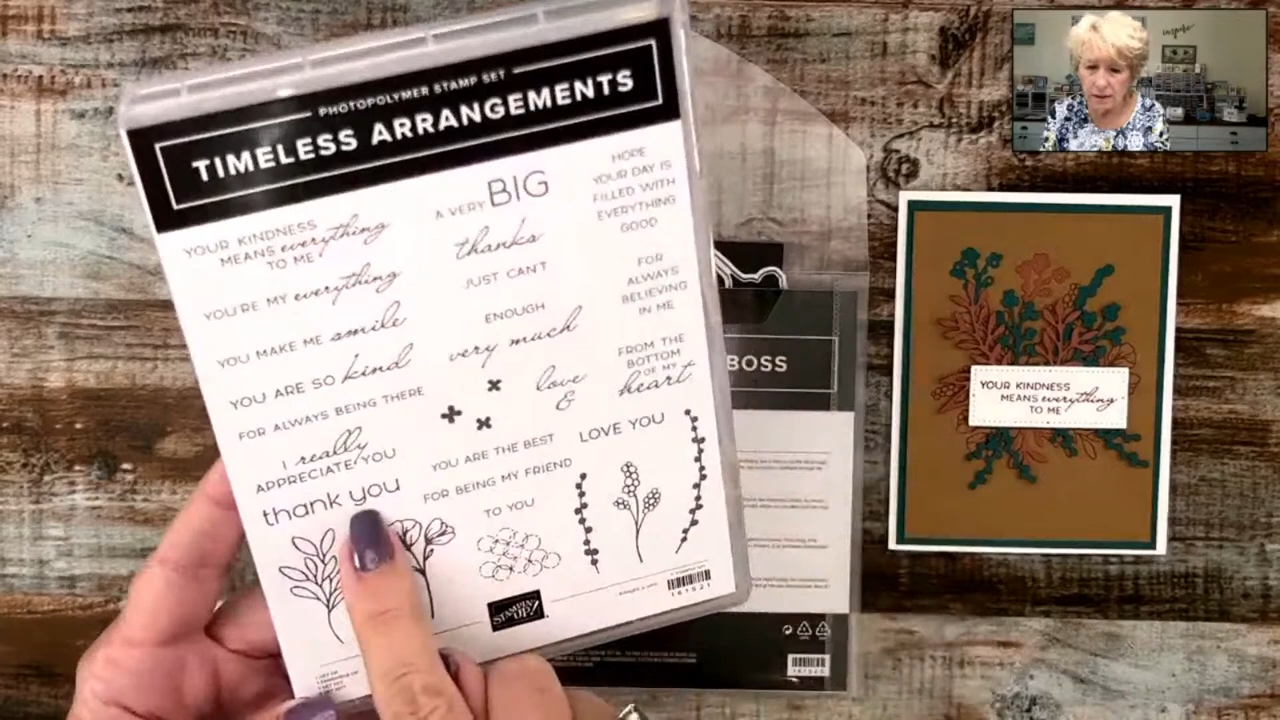 PHOTOPOLYMER STAMP SET
TIMELESS ARRANGEMENTS
YOUR KINDNESS
MEANS everything
TO ME
YOU'RE MY everything
YOU MAKE ME smile
YOU ARE SO kind
FOR ALWAYS BEING THERE
I really
APPRECIATE YOU
thank you
A VERY BIG
thanks
JUST CAN'T
ENOUGH
very much
love
&
YOU ARE THE BEST
FOR BEING MY FRIEND
TO YOU
HOPE
YOUR DAY IS
FILLED WITH
EVERYTHING
GOOD
FOR
ALWAYS
BELIEVING
IN ME
FROM THE
BOTTOM
OF MY
heart
LOVE YOU
STAMPIN' UP!
161521
BOSS
YOUR KINDNESS
MEANS everything
TO ME
inspire